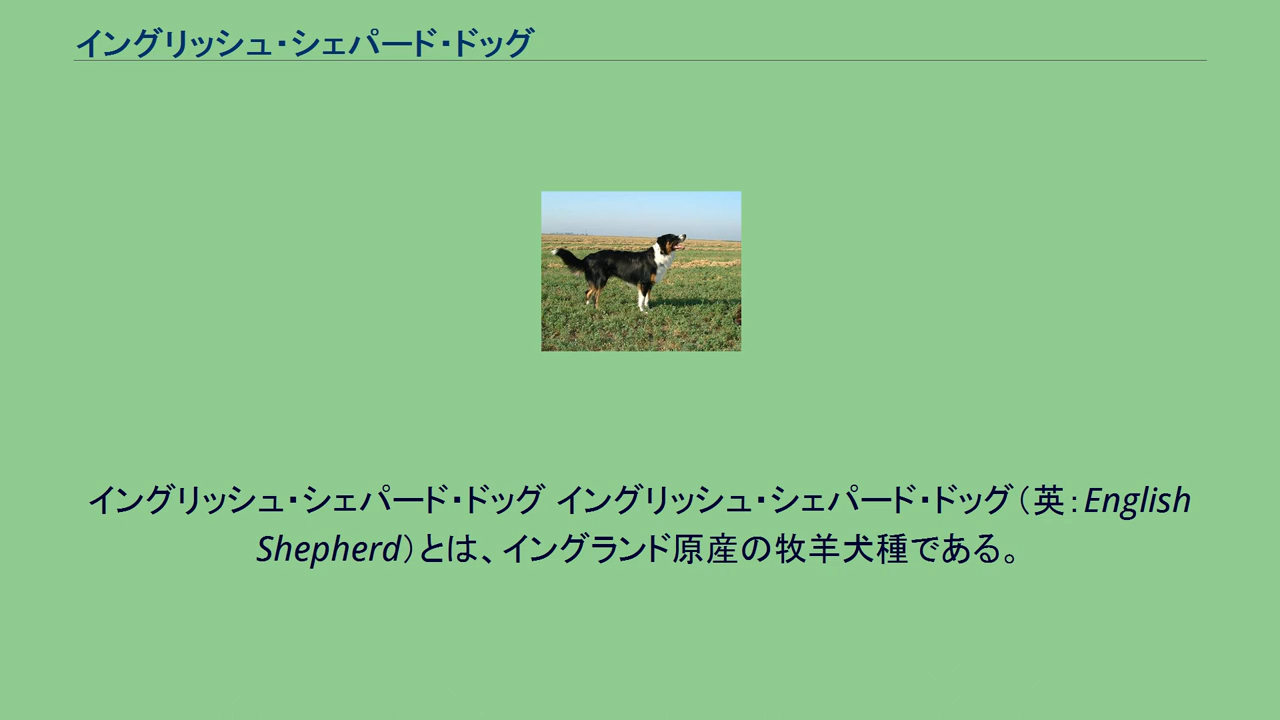 イングリッシュ・シェパード・ドッグ
イングリッシュ・シェパード・ドッグ イングリッシュ・シェパード・ドッグ（英：English
Shepherd）とは、イングランド原産の牧羊犬種である。